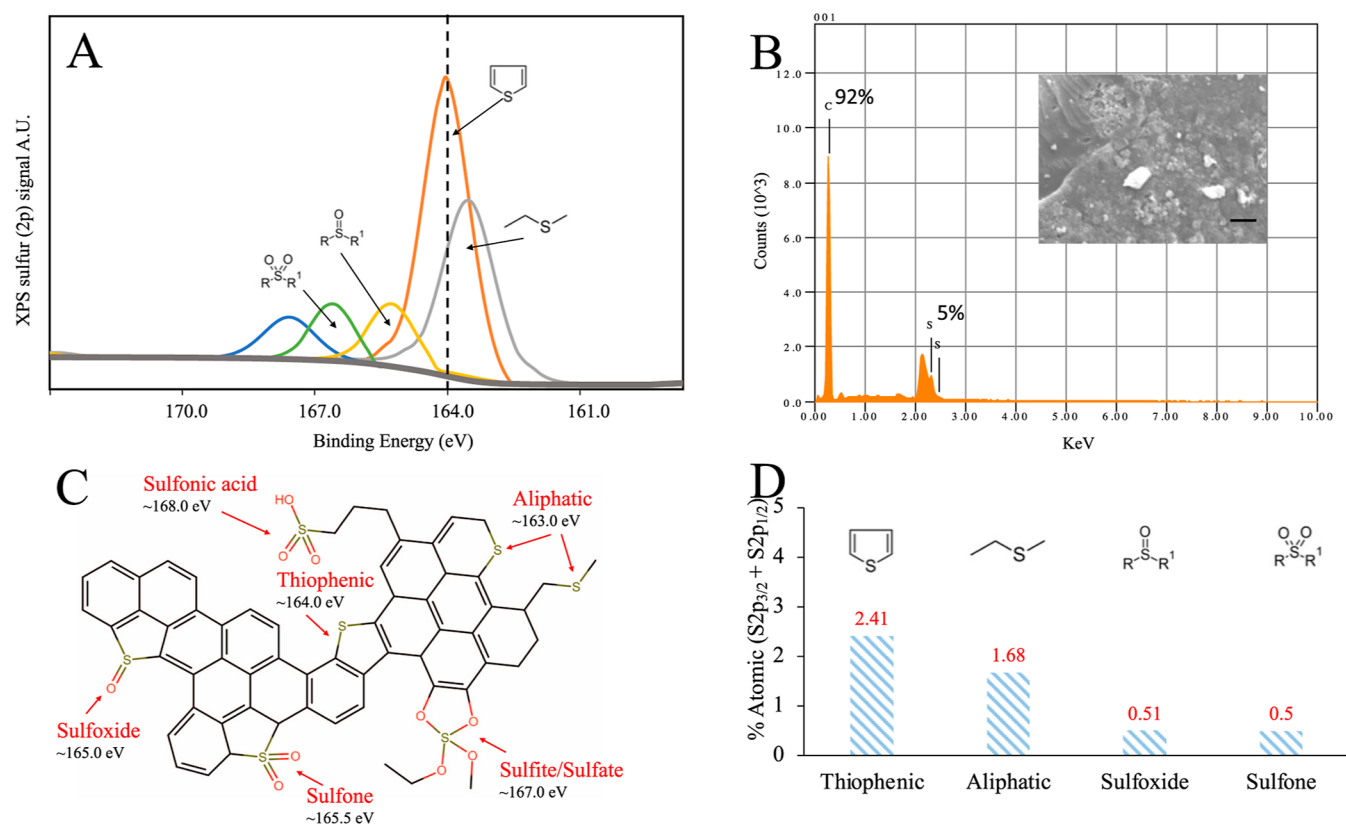 A
XPS sulfur (2p) signal A.U.
S
O
S
R
R
1
S
O
O
S
R
R
1
170.0
167.0
164.0
161.0
Binding Energy (eV)
B
001
12.0
10.0
8.0
6.0
4.0
2.0
0.0
Counts (10^3)
C 92%
S 5%
S
0.00
1.00
2.00
3.00
4.00
5.00
6.00
7.00
8.00
9.00
10.00
KeV
C
Sulfonic acid
~168.0 eV
HO
O
S
O
O
Aliphatic
~163.0 eV
S
S
Thiophenic
~164.0 eV
S
S
O
Sulfoxide
~165.0 eV
S
O
O
Sulfone
~165.5 eV
O
O
S
O
O
Sulfite/Sulfate
~167.0 eV
D
% Atomic (S2p3/2 + S2p1/2)
5
4
3
2
1
0
S
S
O
S
R
R
1
O
O
S
R
R
1
2.41
1.68
0.51
0.5
Thiophenic
Aliphatic
Sulfoxide
Sulfone